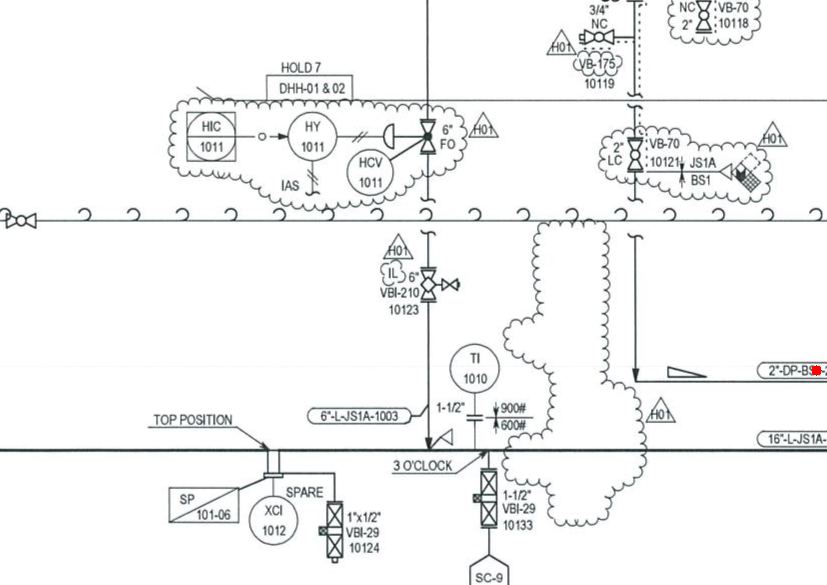 3/4"
NC
H01
VB-175
10119
NC
2"
VB-70
10118
HOLD 7
DHH-01 & 02
HIC
1011
HY
1011
6"
FO
H01
HCV
1011
IAS
2"
LC
VB-70
10121
JS1A
BS1
H01
H01
IL
6"
VBI-210
10123
TI
1010
1-1/2"
900#
600#
2"-DP-BS
H01
6"-L-JS1A-1003
TOP POSITION
16"-L-JS1A-
3 O'CLOCK
SP
101-06
SPARE
XCI
1012
1"x1/2"
VBI-29
10124
1-1/2"
VBI-29
10133
SC-9